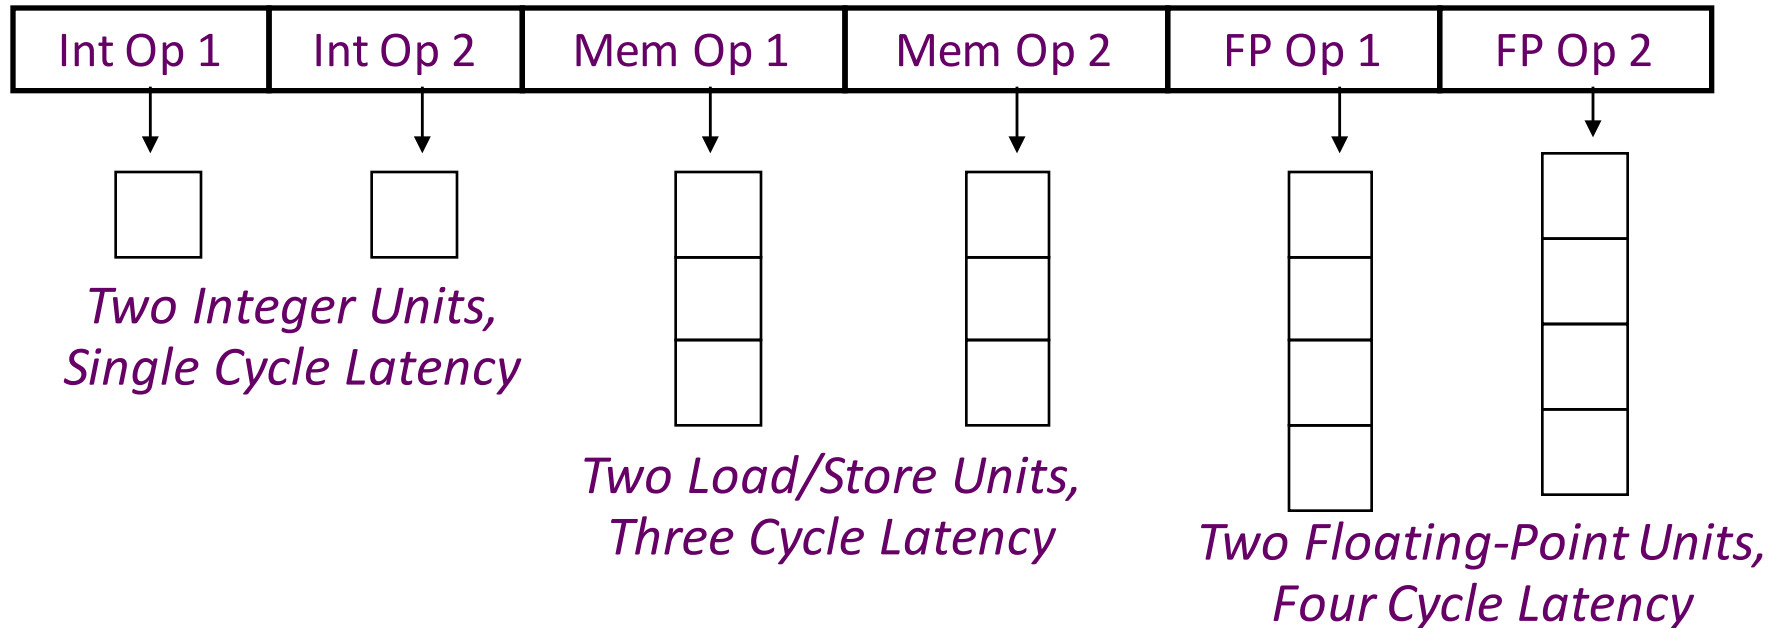 Int Op 1 Int Op 2 Mem Op 1 Mem Op 2 FP Op 1 FP Op 2
Two Integer Units,
Single Cycle Latency
Two Load/Store Units,
Three Cycle Latency
Two Floating-Point Units,
Four Cycle Latency